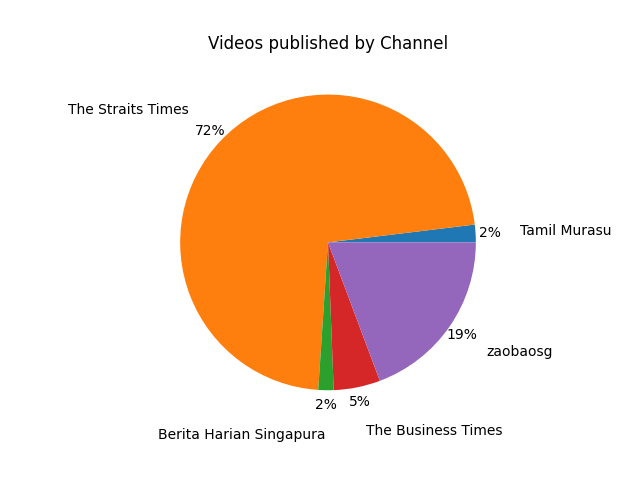 Videos published by Channel
The Straits Times
72%
2%
Tamil Murasu
19%
zaobaosg
2%
5%
Berita Harian Singapura
The Business Times